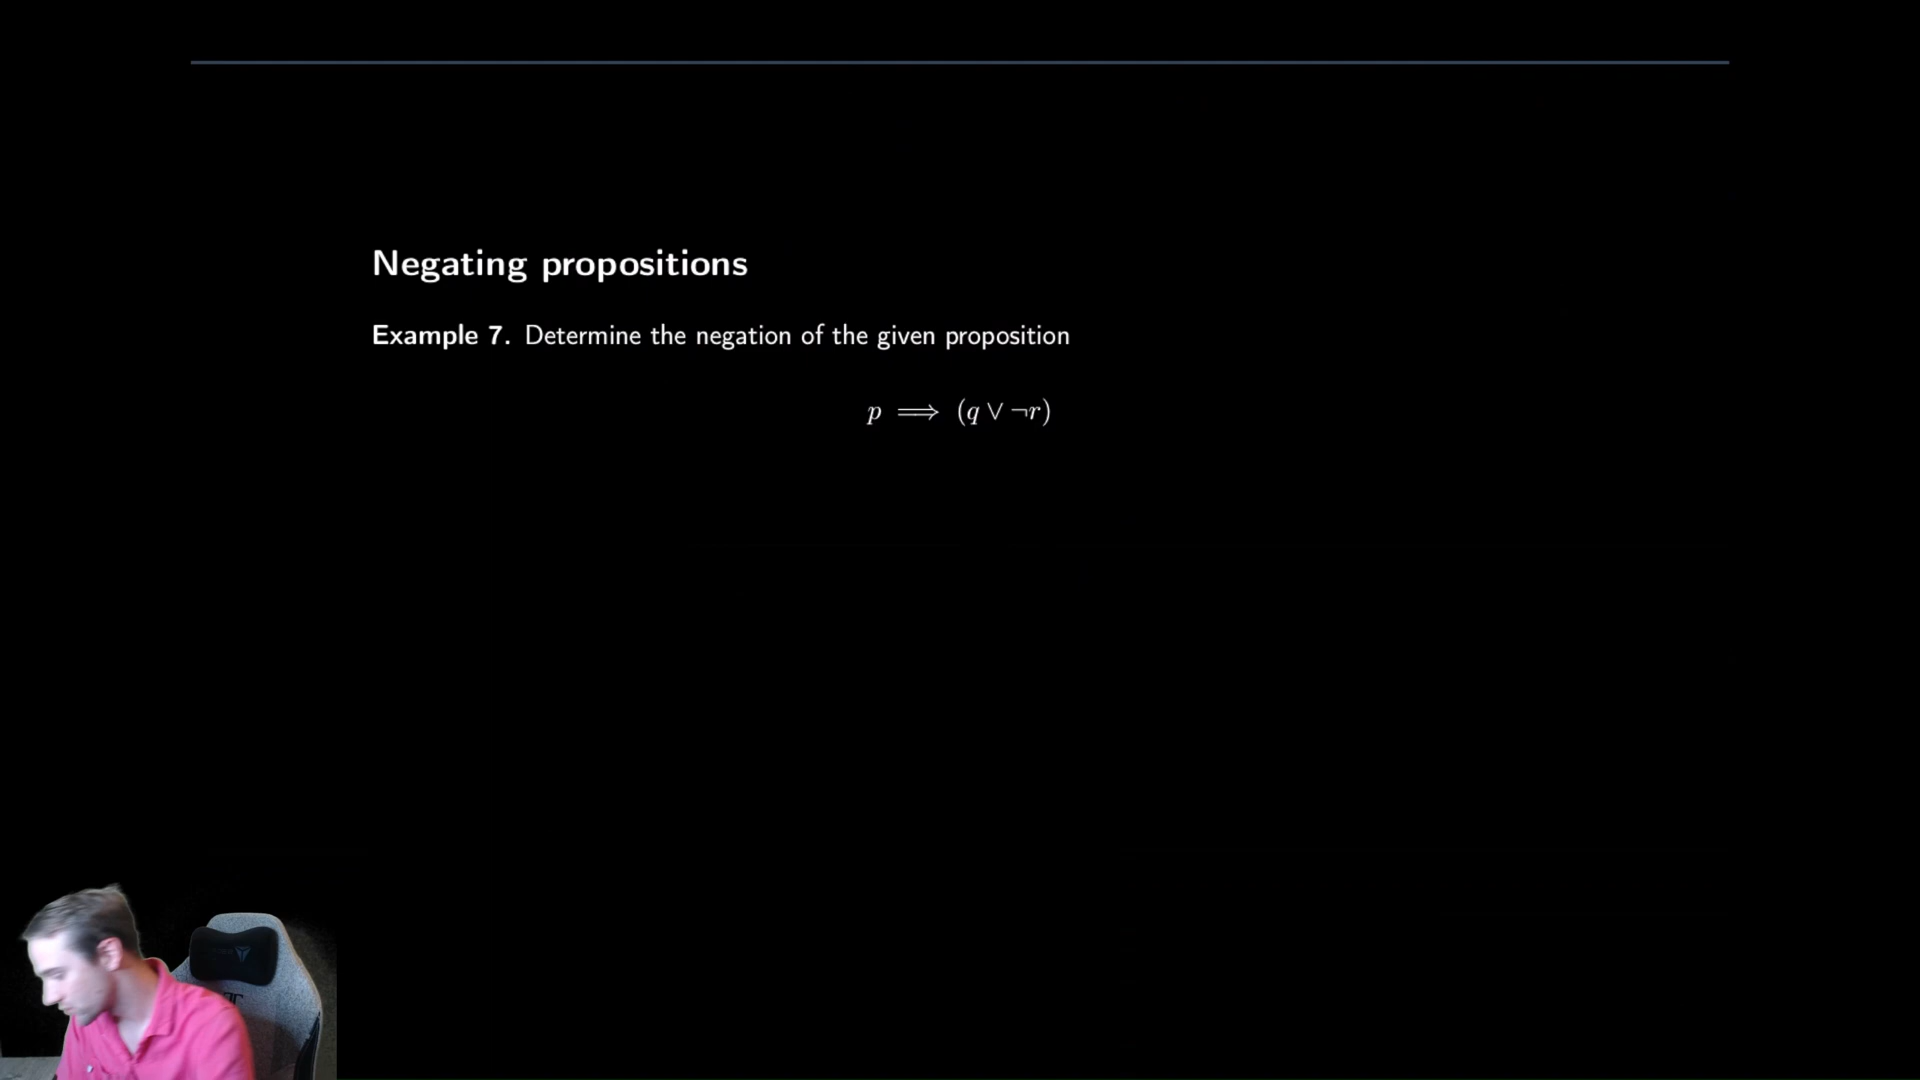 Negating propositions
Example 7. Determine the negation of the given proposition
p ⟹ (q ∨ ¬r)